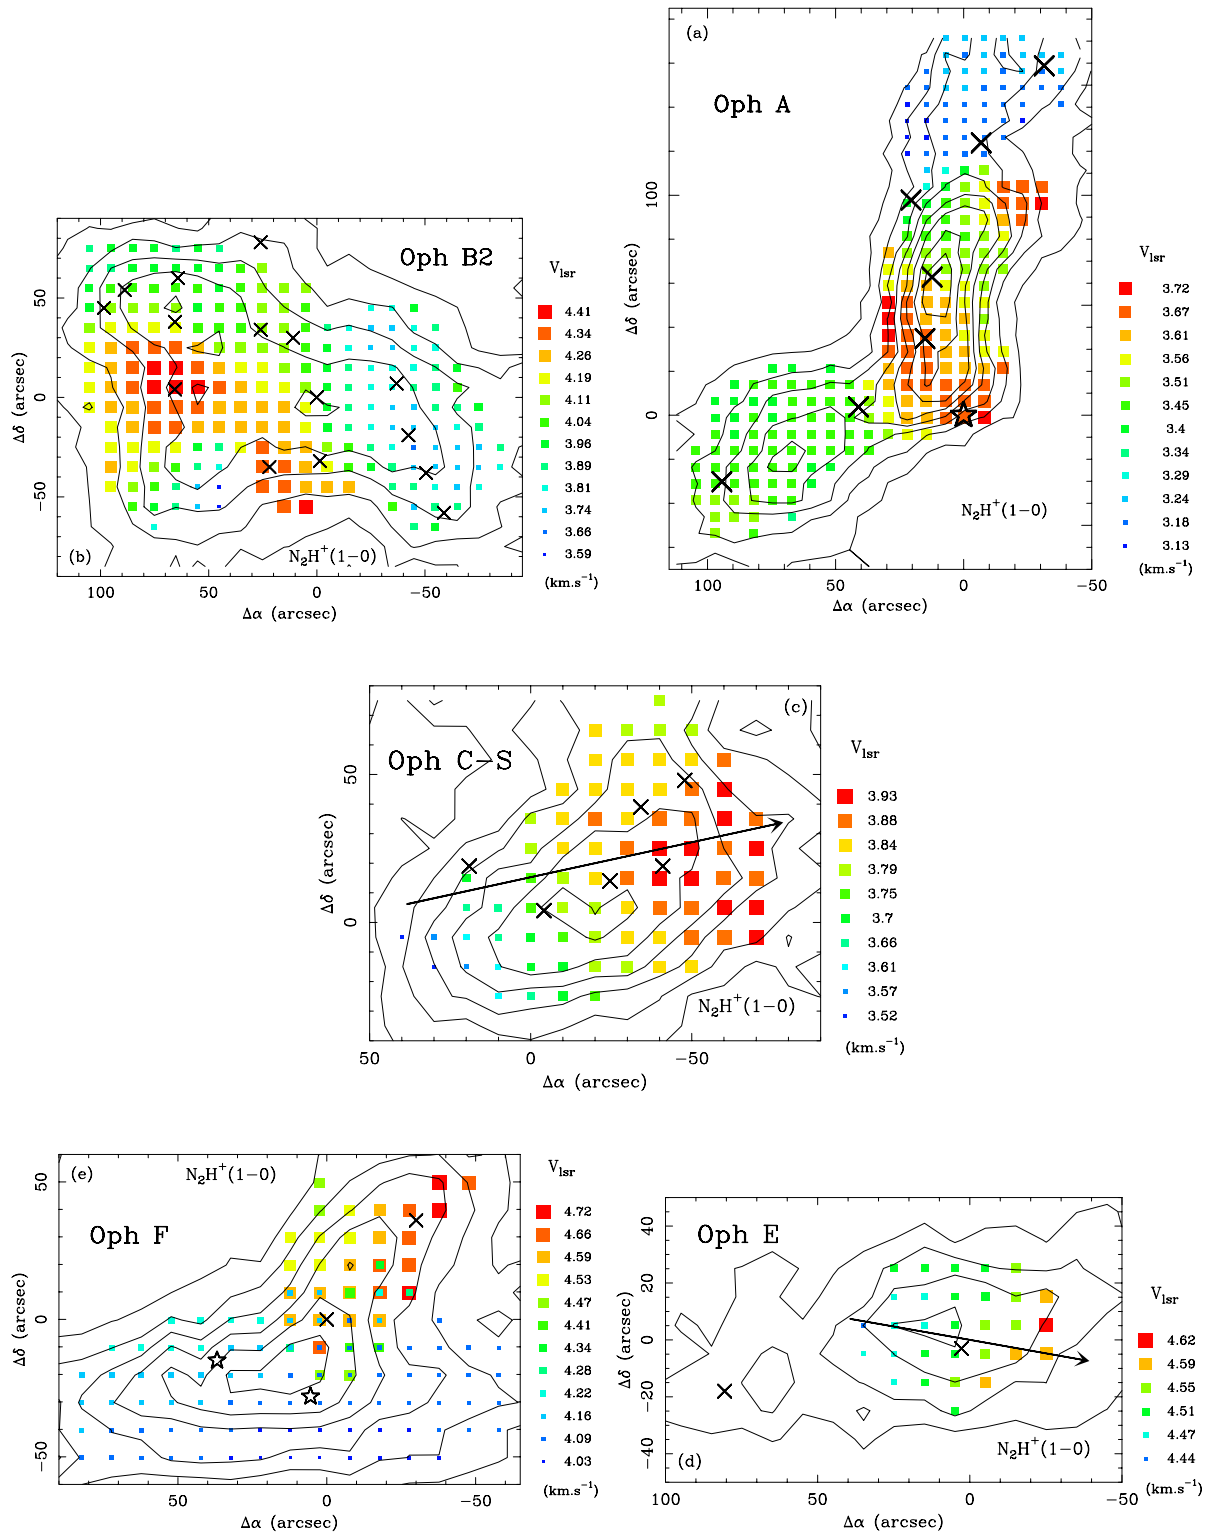 (a)
Oph A
100
0
Δδ (arcsec)
N2H+(1-0)
100
50
0
-50
Δα (arcsec)
Vlsr
3.72
3.67
3.61
3.56
3.51
3.45
3.4
3.34
3.29
3.24
3.18
3.13
(km.s-1)
Oph B2
50
0
-50
Δδ (arcsec)
(b)
N2H+(1-0)
100
50
0
-50
Δα (arcsec)
Vlsr
4.41
4.34
4.26
4.19
4.11
4.04
3.96
3.89
3.81
3.74
3.66
3.59
(km.s-1)
(c)
Oph C-S
50
0
Δδ (arcsec)
N2H+(1-0)
50
0
-50
Δα (arcsec)
Vlsr
3.93
3.88
3.84
3.79
3.75
3.7
3.66
3.61
3.57
3.52
(km.s-1)
(e)
N2H+(1-0)
Oph F
50
0
-50
Δδ (arcsec)
50
0
-50
Δα (arcsec)
Vlsr
4.72
4.66
4.59
4.53
4.47
4.41
4.34
4.28
4.22
4.16
4.09
4.03
(km.s-1)
Oph E
40
20
0
-20
-40
Δδ (arcsec)
N2H+(1-0)
(d)
100
50
0
-50
Δα (arcsec)
Vlsr
4.62
4.59
4.55
4.51
4.47
4.44
(km.s-1)